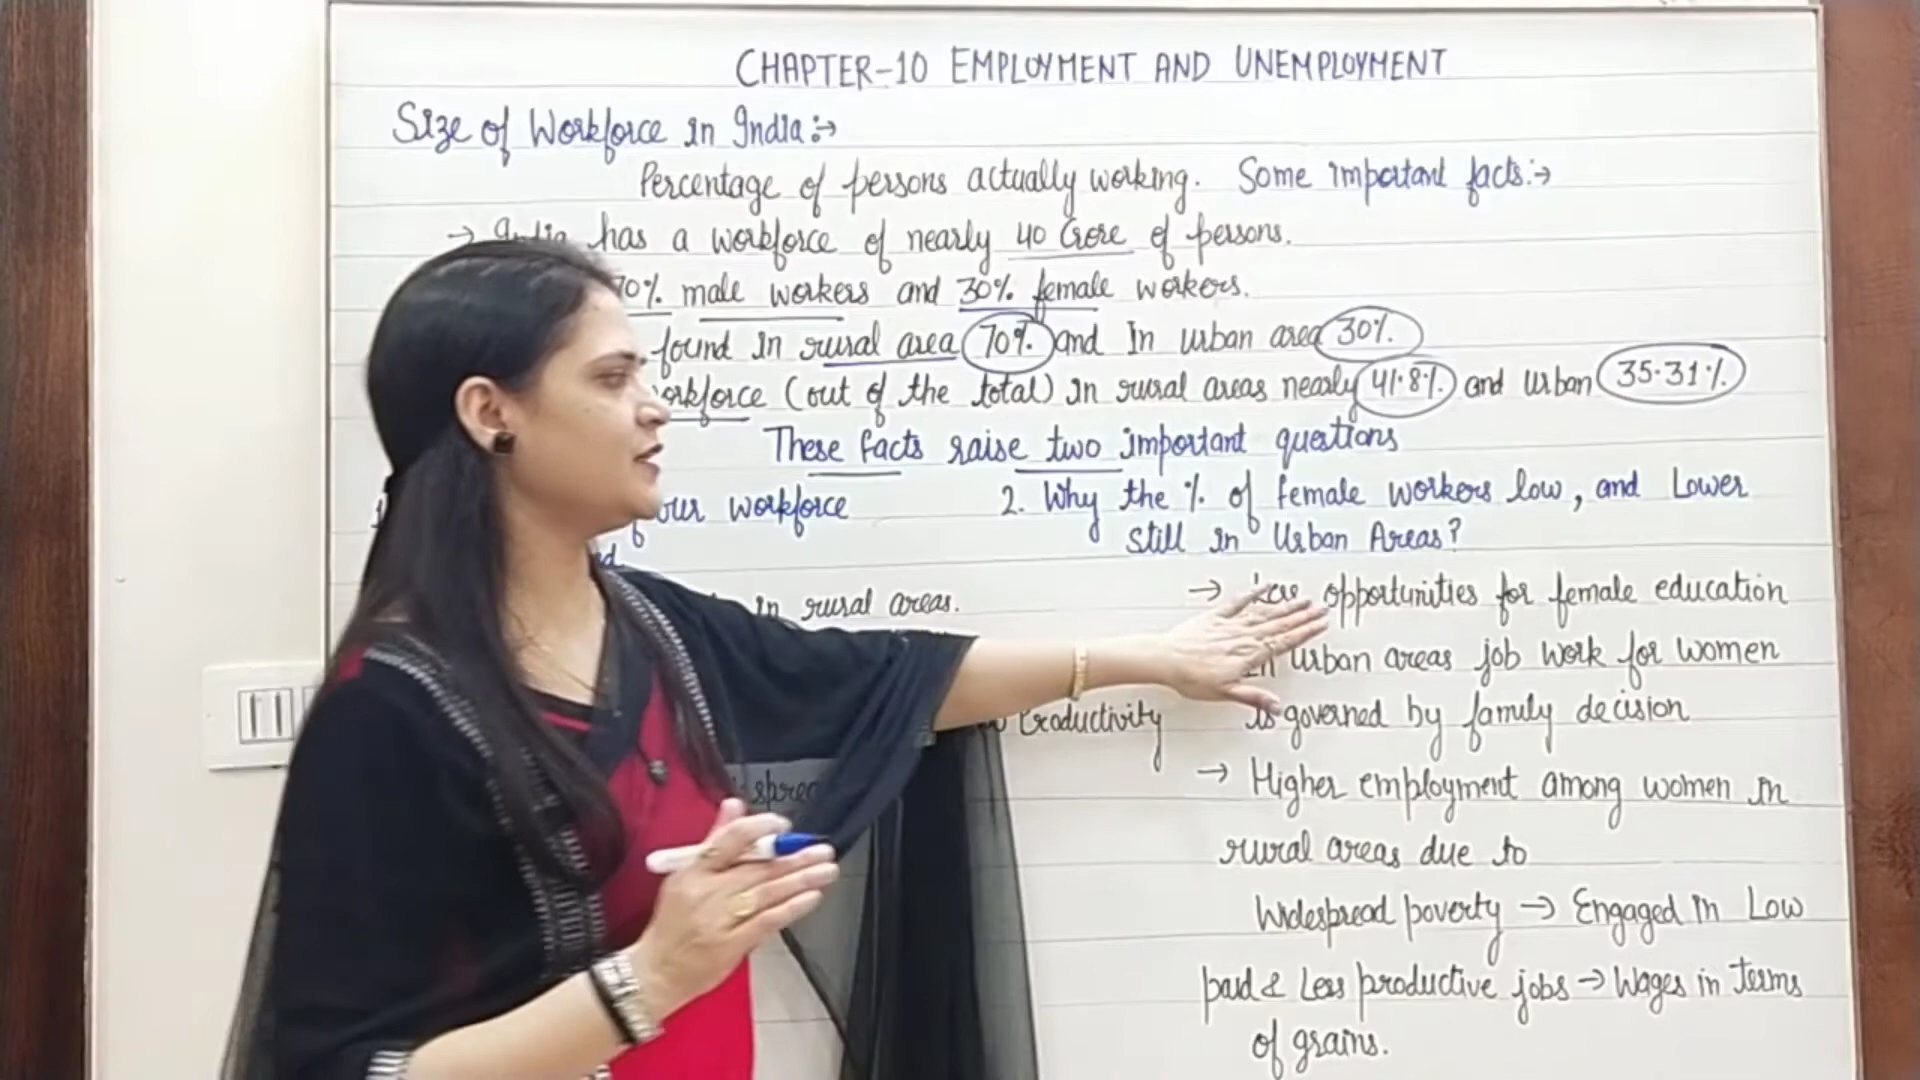 CHAPTER-10 EMPLOYMENT AND UNEMPLOYMENT
Size of Workforce in India:→
Percentage of persons actually working. Some important facts:→
→ India has a workforce of nearly 40 Crore of persons.
70% male workers and 30% female workers.
found in rural area 70% and In urban area 30%.
workforce (out of the total) in rural areas nearly 41.8% and urban 35.31%.
These facts raise two important questions
our workforce
2. Why the % of female workers low, and Lower
still in Urban Areas?
in rural areas.
→ Less opportunities for female education
In urban areas job work for women
Productivity
is governed by family decision
→ Higher employment among women in
rural areas due to
Widespread poverty → Engaged in Low
paid & Less productive jobs → Wages in terms
of grains.